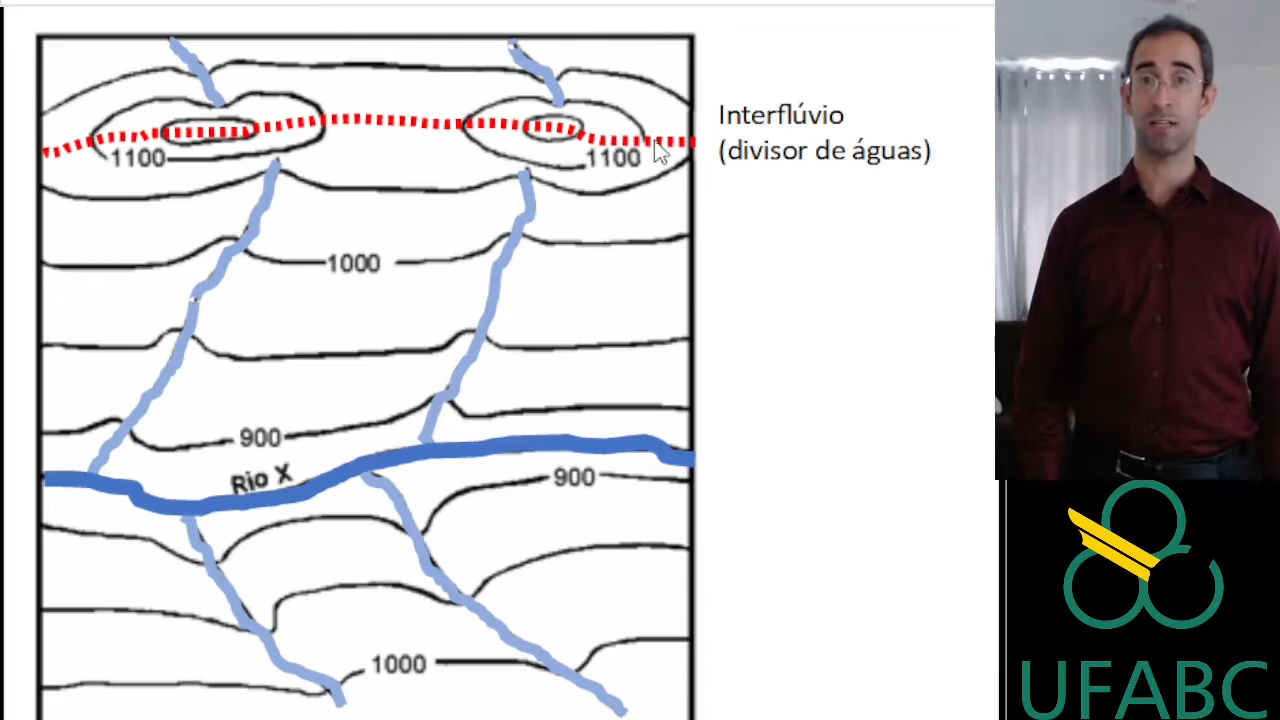 Interflúvio
(divisor de águas)
1100
1100
1000
900
Rio X
900
1000
UFABC